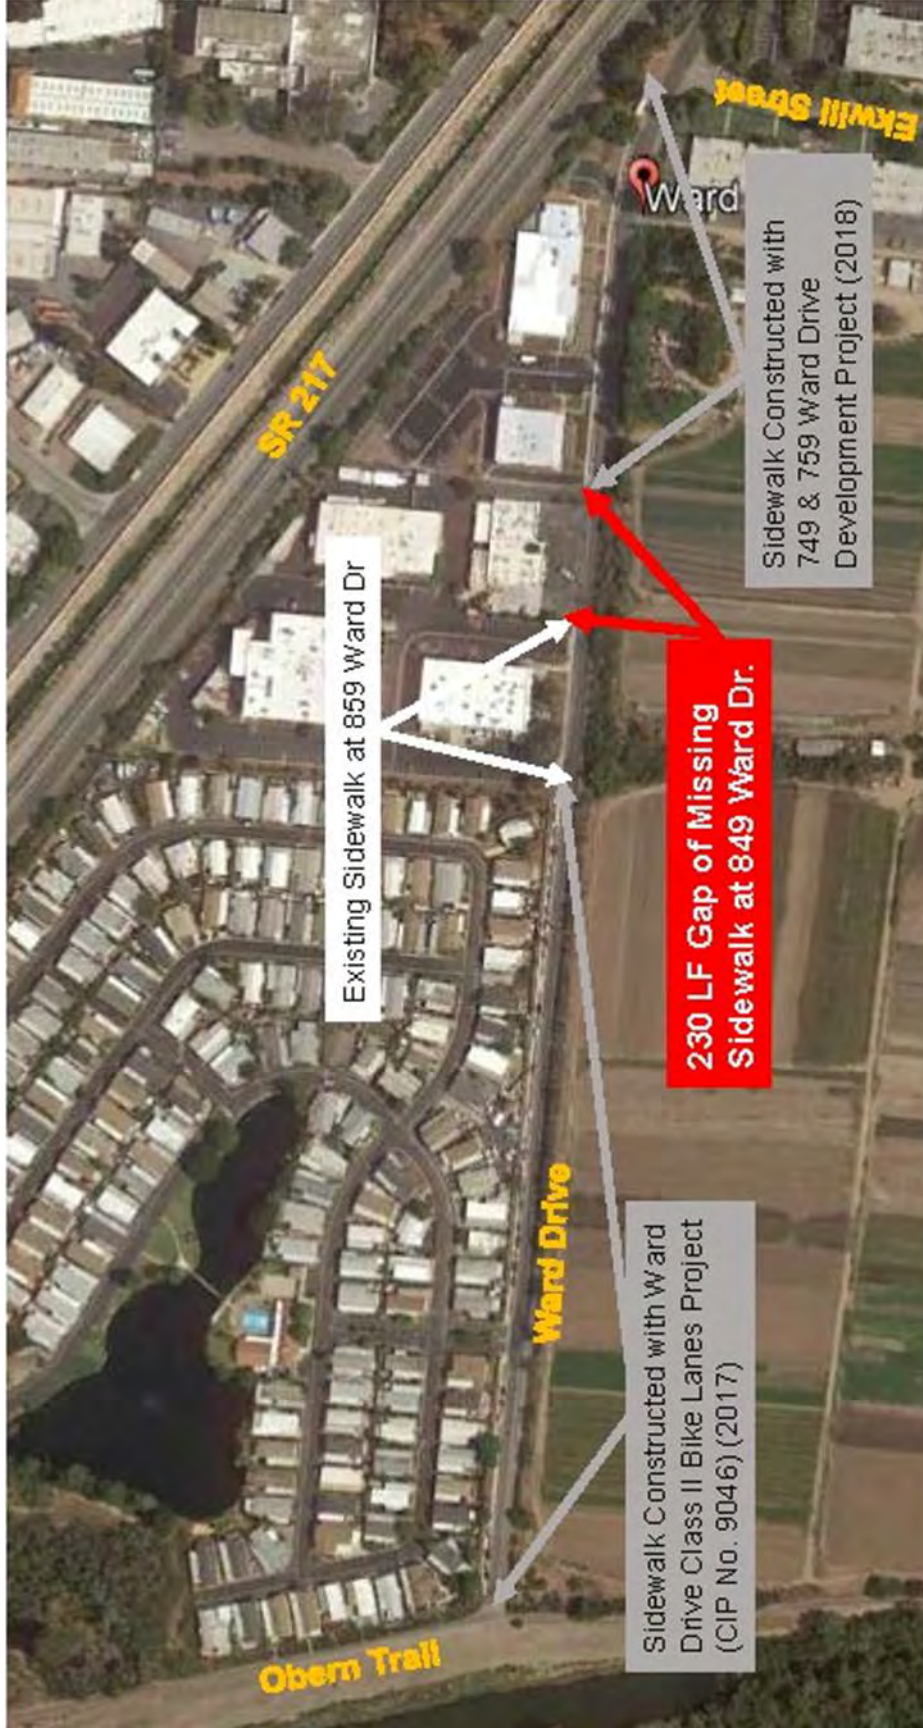 Obern Trail
Sidewalk Constructed with Ward
Drive Class II Bike Lanes Project
(CIP No. 9046) (2017)
Ward Drive
Existing Sidewalk at 859 Ward Dr
230 LF Gap of Missing
Sidewalk at 849 Ward Dr.
SR 217
Sidewalk Constructed with
749 & 759 Ward Drive
Development Project (2018)
Ward
Ekwill Street